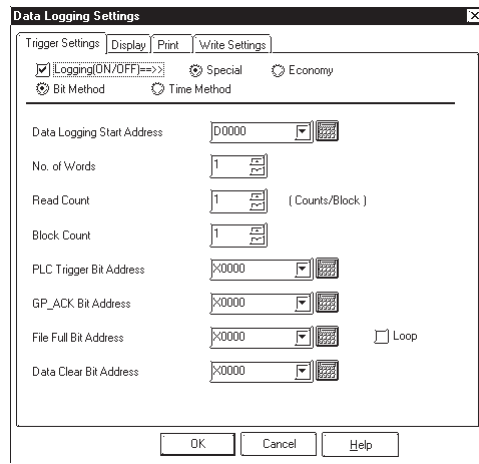 Data Logging Settings
Trigger Settings Display Print Write Settings
Logging(ON/OFF)==>> Special Economy
Bit Method Time Method
Data Logging Start Address D0000
No. of Words 1
Read Count 1 ( Counts/Block )
Block Count 1
PLC Trigger Bit Address X0000
GP_ACK Bit Address X0000
File Full Bit Address X0000 Loop
Data Clear Bit Address X0000
OK Cancel Help